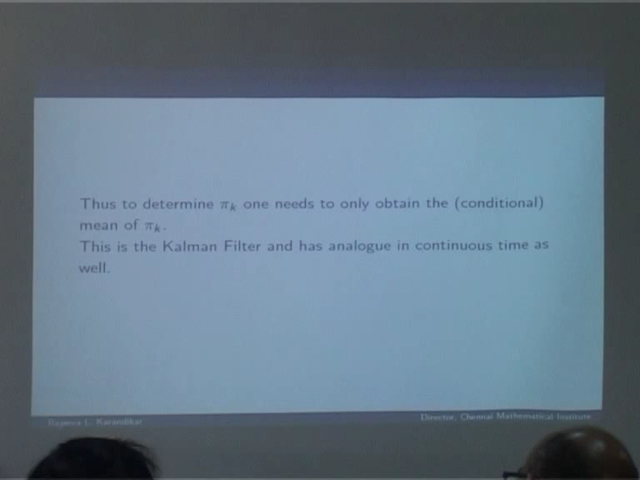 Thus to determine πₖ one needs to only obtain the (conditional)
mean of πₖ.
This is the Kalman Filter and has analogue in continuous time as
well.
Rajeeva L. Karandikar
Director, Chennai Mathematical Institute